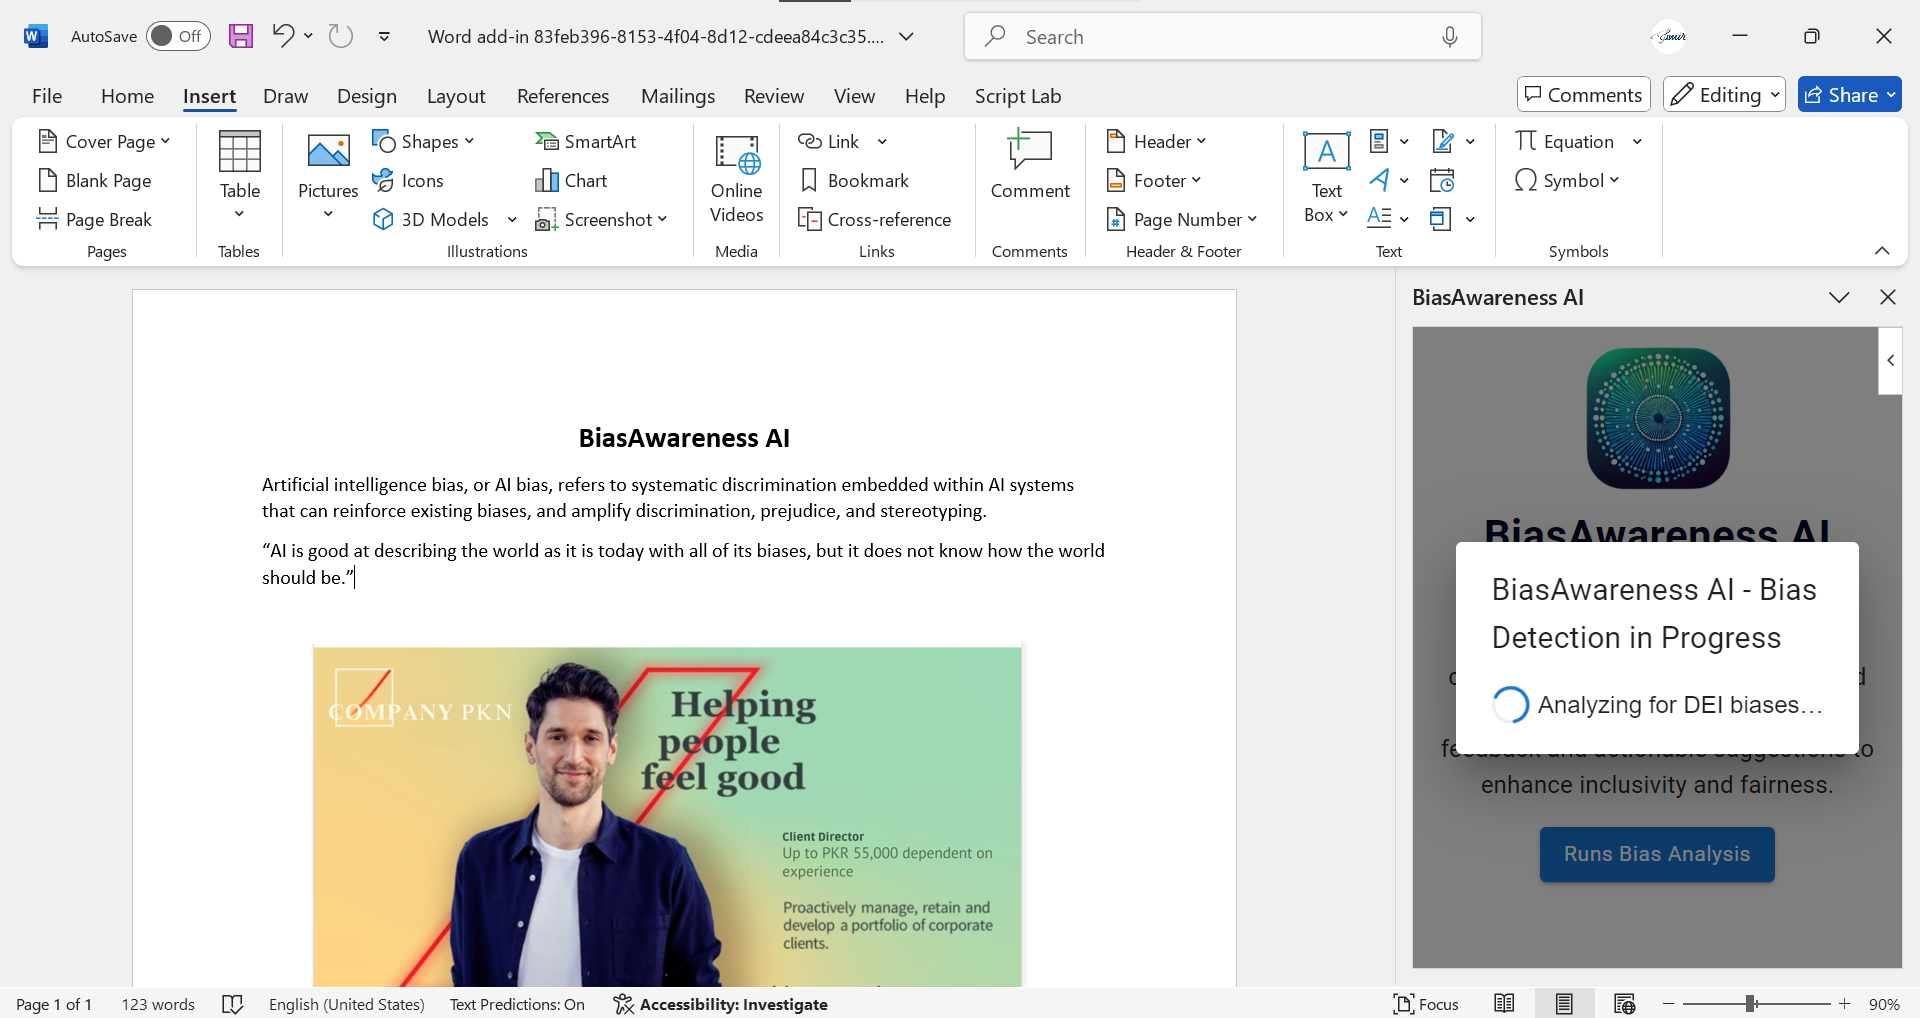 AutoSave Off Word add-in 83feb396-8153-4f04-8d12-cdeea84c3c35.... Search
File Home Insert Draw Design Layout References Mailings Review View Help Script Lab Comments Editing Share
Cover Page
Blank Page
Page Break
Pages
Table
Tables
Pictures
Shapes
Icons
3D Models
SmartArt
Chart
Screenshot
Illustrations
Online
Videos
Media
Link
Bookmark
Cross-reference
Links
Comment
Comments
Header
Footer
Page Number
Header & Footer
Text
Box
Text
Equation
Symbol
Symbols
BiasAwareness AI
Artificial intelligence bias, or AI bias, refers to systematic discrimination embedded within AI systems
that can reinforce existing biases, and amplify discrimination, prejudice, and stereotyping.
“AI is good at describing the world as it is today with all of its biases, but it does not know how the world
should be.”
COMPANY PKN
Helping
people
feel good
Client Director
Up to PKR 55,000 dependent on
experience
Proactively manage, retain and
develop a portfolio of corporate
clients.
BiasAwareness AI
BiasAwareness AI
BiasAwareness AI - Bias
Detection in Progress
Analyzing for DEI biases...
feedback and actionable suggestions to
enhance inclusivity and fairness.
Runs Bias Analysis
Page 1 of 1 123 words English (United States) Text Predictions: On Accessibility: Investigate Focus 90%